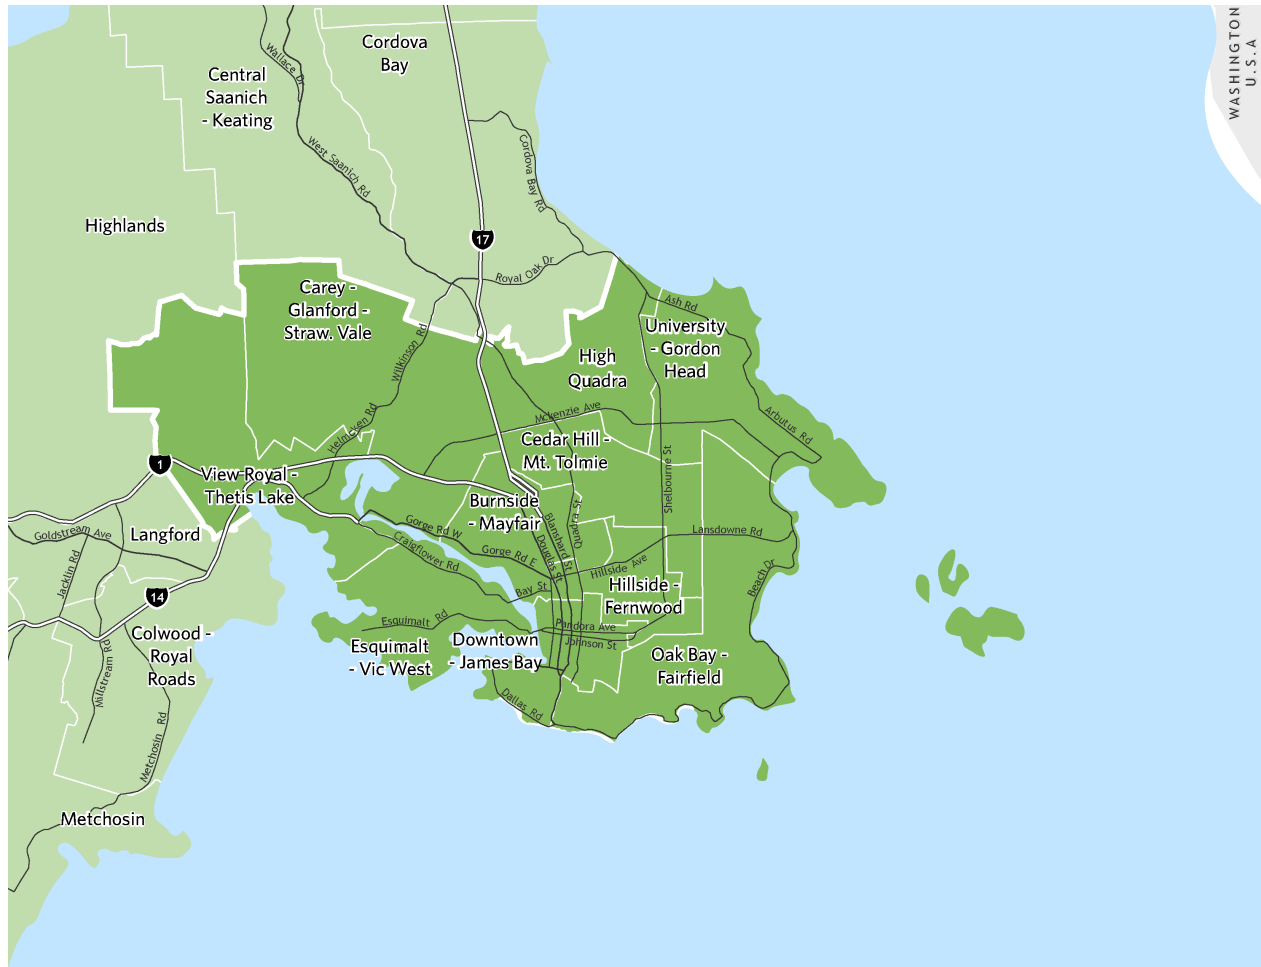 WASHINGTON
U.S.A
Cordova
Bay
Central
Saanich
- Keating
Wallace Dr
West Saanich Rd
Cordova Bay Rd
Highlands
17
Royal Oak Dr
Carey -
Glanford -
Straw. Vale
Ash Rd
University
- Gordon
Head
High
Quadra
Wilkinson Rd
Helmcken Rd
Mckenzie Ave
Arbutus Rd
Cedar Hill -
Mt. Tolmie
1
View Royal -
Thetis Lake
Shelbourne St
Burnside
- Mayfair
Quadra St
Blanshard St
Douglas St
Gorge Rd W
Gorge Rd E
Craigflower Rd
Lansdowne Rd
Langford
Goldstream Ave
Jacklin Rd
Hillside Ave
Beach Dr
Bay St
Hillside -
Fernwood
14
Esquimalt Rd
Pandora Ave
Johnson St
Colwood -
Royal
Roads
Millstream Rd
Esquimalt
- Vic West
Downtown
- James Bay
Oak Bay -
Fairfield
Dallas Rd
Metchosin Rd
Metchosin